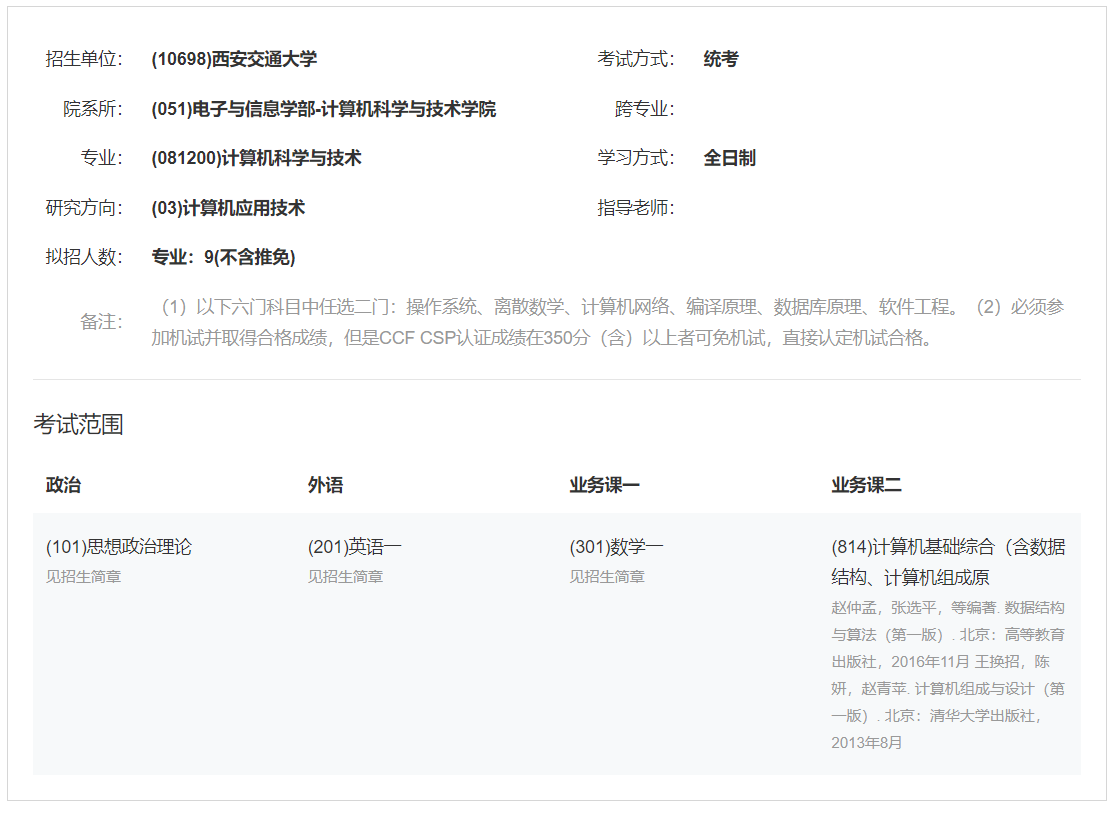 招生单位： (10698)西安交通大学 考试方式： 统考
院系所： (051)电子与信息学部-计算机科学与技术学院 跨专业：
专业： (081200)计算机科学与技术 学习方式： 全日制
研究方向： (03)计算机应用技术 指导老师：
拟招人数： 专业：9(不含推免)
备注： （1）以下六门科目中任选二门：操作系统、离散数学、计算机网络、编译原理、数据库原理、软件工程。（2）必须参
加机试并取得合格成绩，但是CCF CSP认证成绩在350分（含）以上者可免机试，直接认定机试合格。
考试范围
政治 外语 业务课一 业务课二
(101)思想政治理论
见招生简章
(201)英语一
见招生简章
(301)数学一
见招生简章
(814)计算机基础综合（含数据
结构、计算机组成原
赵仲孟，张选平，等编著. 数据结构
与算法（第一版）. 北京：高等教育
出版社，2016年11月 王换招，陈
妍，赵青苹. 计算机组成与设计（第
一版）. 北京：清华大学出版社，
2013年8月